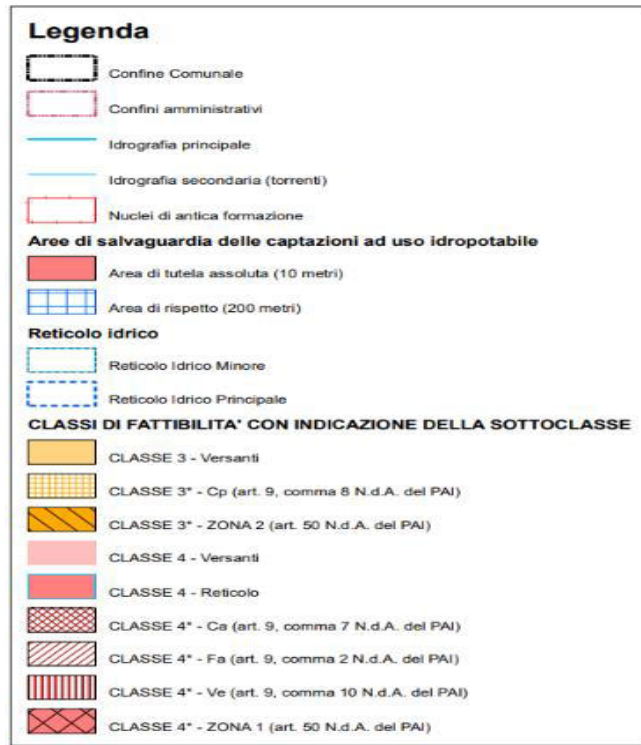 Legenda
Confine Comunale
Confini amministrativi
Idrografia principale
Idrografia secondaria (torrenti)
Nuclei di antica formazione
Aree di salvaguardia delle captazioni ad uso idropotabile
Area di tutela assoluta (10 metri)
Area di rispetto (200 metri)
Reticolo idrico
Reticolo Idrico Minore
Reticolo Idrico Principale
CLASSI DI FATTIBILITA' CON INDICAZIONE DELLA SOTTOCLASSE
CLASSE 3 - Versanti
CLASSE 3* - Cp (art. 9, comma 8 N.d.A. del PAI)
CLASSE 3* - ZONA 2 (art. 50 N.d.A. del PAI)
CLASSE 4 - Versanti
CLASSE 4 - Reticolo
CLASSE 4* - Ca (art. 9, comma 7 N.d.A. del PAI)
CLASSE 4* - Fa (art. 9, comma 2 N.d.A. del PAI)
CLASSE 4* - Ve (art. 9, comma 10 N.d.A. del PAI)
CLASSE 4* - ZONA 1 (art. 50 N.d.A. del PAI)